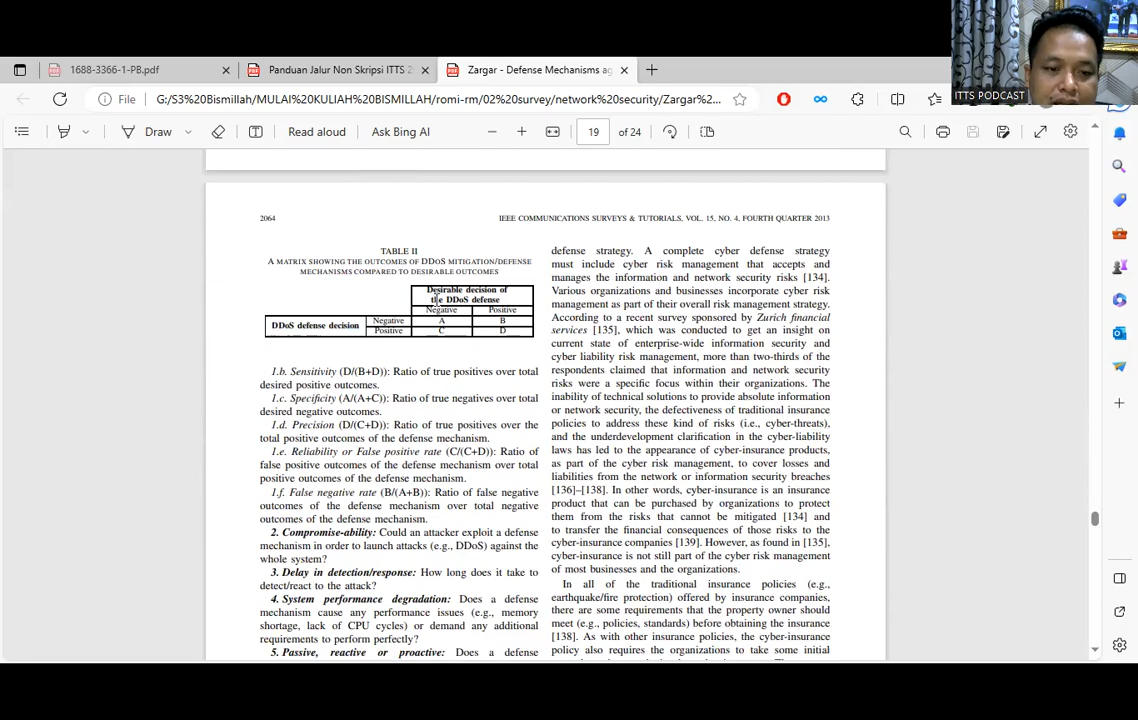 1688-3366-1-PB.pdf
Panduan Jalur Non Skripsi ITTS 2
Zargar - Defense Mechanisms ag
File
G:/S3%20Bismillah/MULAI%20KULIAH%20BISMILLAH/romi-rm/02%20survey/network%20security/Zargar%2...
ITTS PODCAST
Draw
Read aloud
Ask Bing AI
19
of 24
2064
IEEE COMMUNICATIONS SURVEYS & TUTORIALS, VOL. 15, NO. 4, FOURTH QUARTER 2013
TABLE II
A MATRIX SHOWING THE OUTCOMES OF DDOS MITIGATION/DEFENSE
MECHANISMS COMPARED TO DESIRABLE OUTCOMES
Desirable decision of
the DDoS defense
Negative Positive
DDoS defense decision Negative A B
Positive C D
1.b. Sensitivity (D/(B+D)): Ratio of true positives over total
desired positive outcomes.
1.c. Specificity (A/(A+C)): Ratio of true negatives over total
desired negative outcomes.
1.d. Precision (D/(C+D)): Ratio of true positives over the
total positive outcomes of the defense mechanism.
1.e. Reliability or False positive rate (C/(C+D)): Ratio of
false positive outcomes of the defense mechanism over total
positive outcomes of the defense mechanism.
1.f. False negative rate (B/(A+B)): Ratio of false negative
outcomes of the defense mechanism over total negative
outcomes of the defense mechanism.
2. Compromise-ability: Could an attacker exploit a defense
mechanism in order to launch attacks (e.g., DDoS) against the
whole system?
3. Delay in detection/response: How long does it take to
detect/react to the attack?
4. System performance degradation: Does a defense
mechanism cause any performance issues (e.g., memory
shortage, lack of CPU cycles) or demand any additional
requirements to perform perfectly?
5. Passive, reactive or proactive: Does a defense
defense strategy. A complete cyber defense strategy
must include cyber risk management that accepts and
manages the information and network security risks [134].
Various organizations and businesses incorporate cyber risk
management as part of their overall risk management strategy.
According to a recent survey sponsored by Zurich financial
services [135], which was conducted to get an insight on
current state of enterprise-wide information security and
cyber liability risk management, more than two-thirds of the
respondents claimed that information and network security
risks were a specific focus within their organizations. The
inability of technical solutions to provide absolute information
or network security, the defectiveness of traditional insurance
policies to address these kind of risks (i.e., cyber-threats),
and the underdevelopment clarification in the cyber-liability
laws has led to the appearance of cyber-insurance products,
as part of the cyber risk management, to cover losses and
liabilities from the network or information security breaches
[136]–[138]. In other words, cyber-insurance is an insurance
product that can be purchased by organizations to protect
them from the risks that cannot be mitigated [134] and
to transfer the financial consequences of those risks to the
cyber-insurance companies [139]. However, as found in [135],
cyber-insurance is not still part of the cyber risk management
of most businesses and the organizations.
In all of the traditional insurance policies (e.g.,
earthquake/fire protection) offered by insurance companies,
there are some requirements that the property owner should
meet (e.g., policies, standards) before obtaining the insurance
[138]. As with other insurance policies, the cyber-insurance
policy also requires the organizations to take some initial